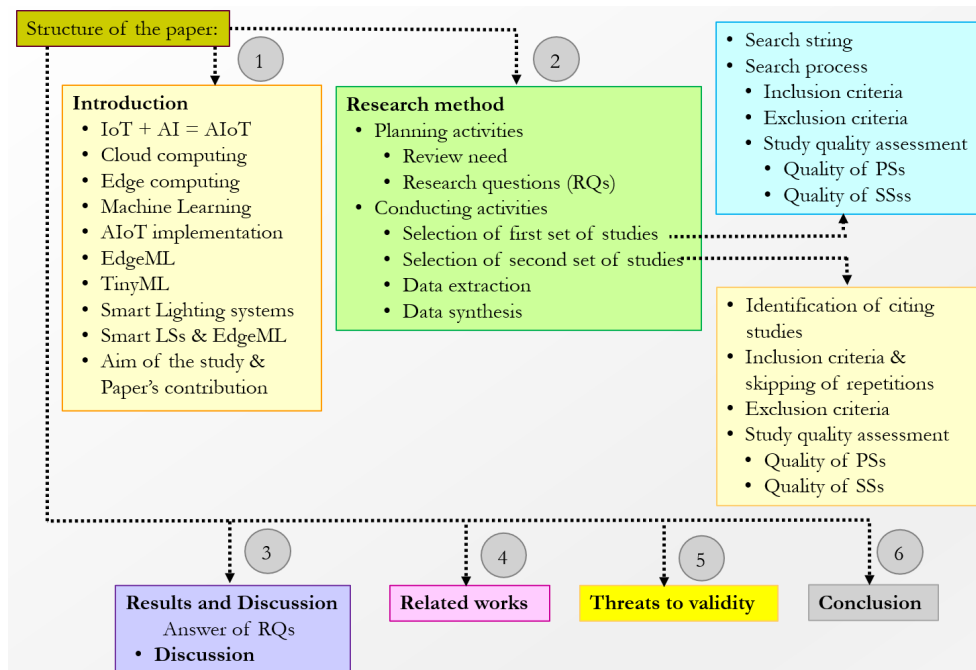 Structure of the paper:
1
Introduction
• IoT + AI = AIoT
• Cloud computing
• Edge computing
• Machine Learning
• AIoT implementation
• EdgeML
• TinyML
• Smart Lighting systems
• Smart LSs & EdgeML
• Aim of the study &
Paper's contribution
2
Research method
• Planning activities
• Review need
• Research questions (RQs)
• Conducting activities
• Selection of first set of studies
• Selection of second set of studies
• Data extraction
• Data synthesis
• Search string
• Search process
• Inclusion criteria
• Exclusion criteria
• Study quality assessment
• Quality of PSs
• Quality of SSss
• Identification of citing
studies
• Inclusion criteria &
skipping of repetitions
• Exclusion criteria
• Study quality assessment
• Quality of PSs
• Quality of SSs
3
Results and Discussion
Answer of RQs
• Discussion
4
Related works
5
Threats to validity
6
Conclusion